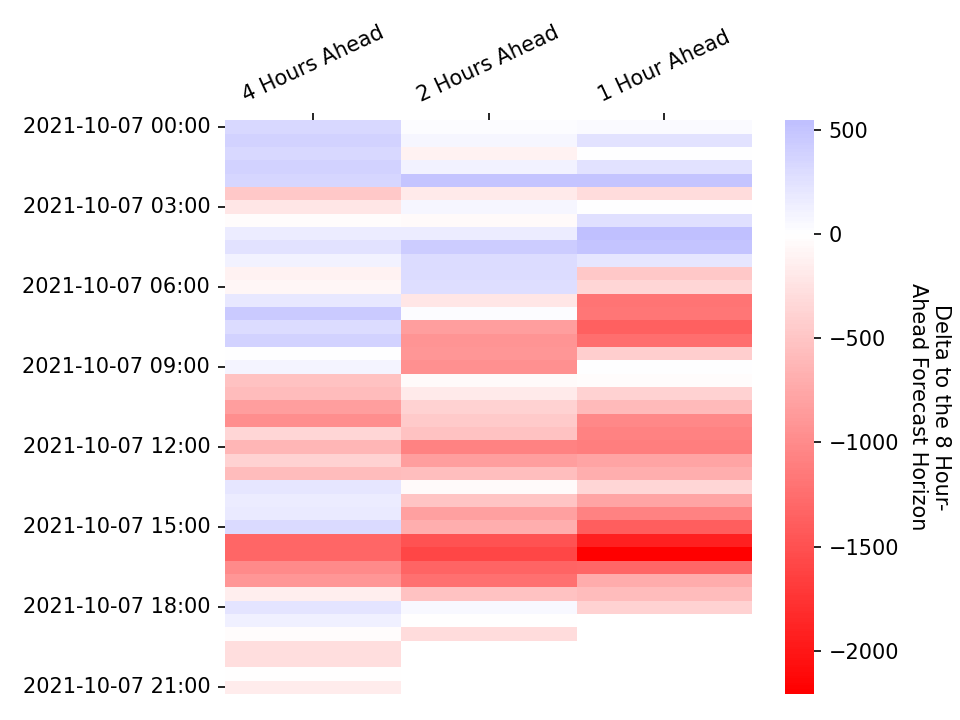 4 Hours Ahead
2 Hours Ahead
1 Hour Ahead
2021-10-07 00:00
2021-10-07 03:00
2021-10-07 06:00
2021-10-07 09:00
2021-10-07 12:00
2021-10-07 15:00
2021-10-07 18:00
2021-10-07 21:00
500
0
−500
−1000
−1500
−2000
Delta to the 8 Hour-
Ahead Forecast Horizon